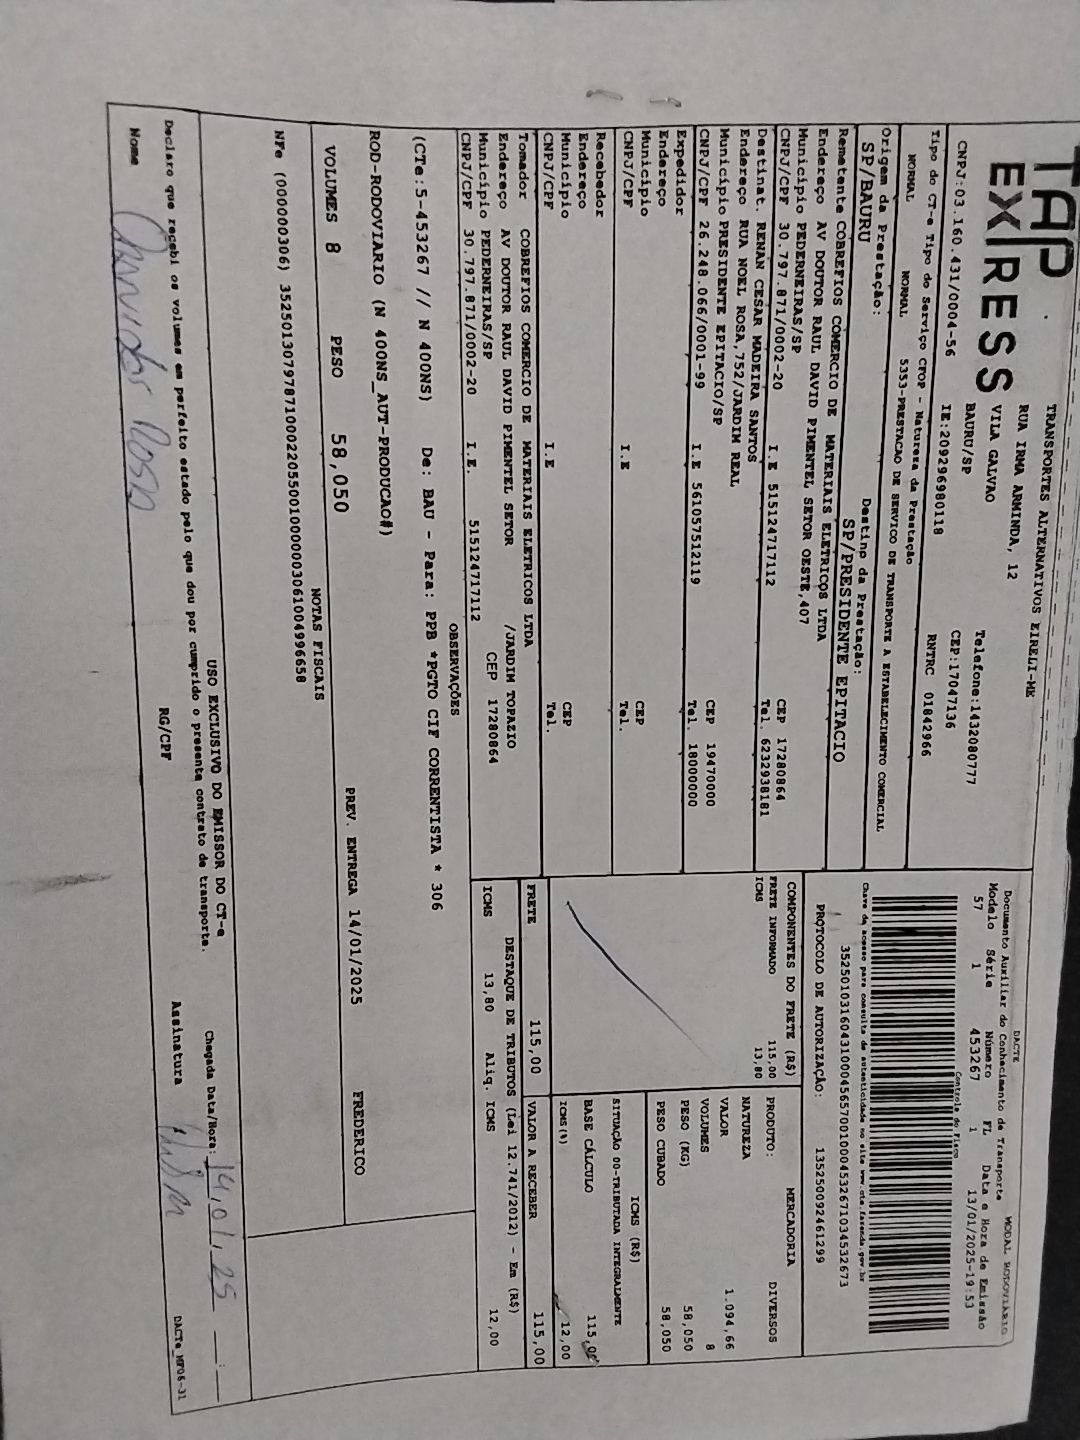 TAP
EX/RESS
TRANSPORTES ALTERNATIVOS EIRELI-ME
RUA IRMA ARMINDA, 12
Telefone:1432080777
VILA GALVAO
CEP:17047136
BAURU/SP
CNPJ:03.160.431/0004-56 IE:209296980118 RNTRC 01842966
Tipo do CT-e Tipo do Serviço CFOP - Natureza da Prestação
NORMAL NORMAL 5353-PRESTACAO DE SERVICO DE TRANSPORTE A ESTABELECIMENTO COMERCIAL
Origem da Prestação: Destino da Prestação:
SP/BAURU SP/PRESIDENTE EPITACIO
Remetente COBREFIOS COMERCIO DE MATERIAIS ELETRICOS LTDA
Endereço AV DOUTOR RAUL DAVID PIMENTEL SETOR OESTE,407
Município PEDERNEIRAS/SP CEP 17280864
CNPJ/CPF 30.797.871/0002-20 I.E 515124717112 Tel. 6232938181
Destinat. RENAN CESAR MADEIRA SANTOS
Endereço RUA NOEL ROSA,752/JARDIM REAL
Município PRESIDENTE EPITACIO/SP CEP 19470000
CNPJ/CPF 26.248.066/0001-99 I.E 561057512119 Tel. 18000000
Expedidor
Endereço
Município CEP
CNPJ/CPF I.E Tel.
Recebedor
Endereço
Município CEP
CNPJ/CPF I.E Tel.
Tomador COBREFIOS COMERCIO DE MATERIAIS ELETRICOS LTDA
Endereço AV DOUTOR RAUL DAVID PIMENTEL SETOR /JARDIM TOPAZIO
Município PEDERNEIRAS/SP CEP 17280864
CNPJ/CPF 30.797.871/0002-20 I.E. 515124717112
DACTE MODAL RODOVIÁRIO
Documento Auxiliar do Conhecimento de Transporte
Modelo Série Número FL Data e Hora de Emissão
57 1 453267 1 13/01/2025-19:53
Controle do Fisco
Chave de acesso para consulta de autenticidade no site www.cte.fazenda.gov.br
35250103160431000456570010004532671034532673
PROTOCOLO DE AUTORIZAÇÃO: 135250092461299
COMPONENTES DO FRETE (R$)
FRETE INFORMADO 115,00
ICMS 13,80
FRETE 115,00
MERCADORIA
PRODUTO: DIVERSOS
NATUREZA
VALOR 1.094,66
VOLUMES 8
PESO (KG) 58,050
PESO CUBADO 58,050
ICMS (R$)
SITUAÇÃO 00-TRIBUTADA INTEGRALMENTE
BASE CÁLCULO 115,00
ICMS(%) 12,00
VALOR A RECEBER 115,00
DESTAQUE DE TRIBUTOS (Lei 12.741/2012) - Em (R$)
ICMS 13,80 Aliq. ICMS 12,00
OBSERVAÇÕES
(CTe:5-453267 // N 400NS) De: BAU - Para: PPB *PGTO CIF CORRENTISTA * 306
ROD-RODOVIARIO (N 400NS_AUT-PRODUCAO#)
PREV. ENTREGA 14/01/2025 FREDERICO
VOLUMES 8 PESO 58,050
NOTAS FISCAIS
NFe (000000306) 35250130797871000220550010000003061004996658
USO EXCLUSIVO DO EMISSOR DO CT-e
Declaro que recebi os volumes em perfeito estado pelo que dou por cumprido o presente contrato de transporte.
Chegada Data/Hora: 14,01,25 __:__
Nome Rosa RG/CPF Assinatura
DACTe_MF06-31